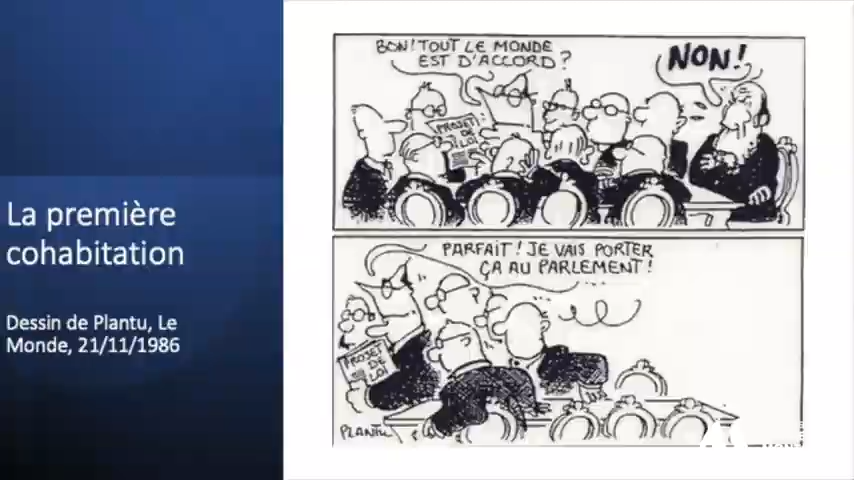 La première
cohabitation
Dessin de Plantu, Le
Monde, 21/11/1986
BON! TOUT LE MONDE
EST D'ACCORD?
NON!
PROJET
DE
LOI
PARFAIT! JE VAIS PORTER
ÇA AU PARLEMENT!
PROJET
DE
LOI
PLANTU